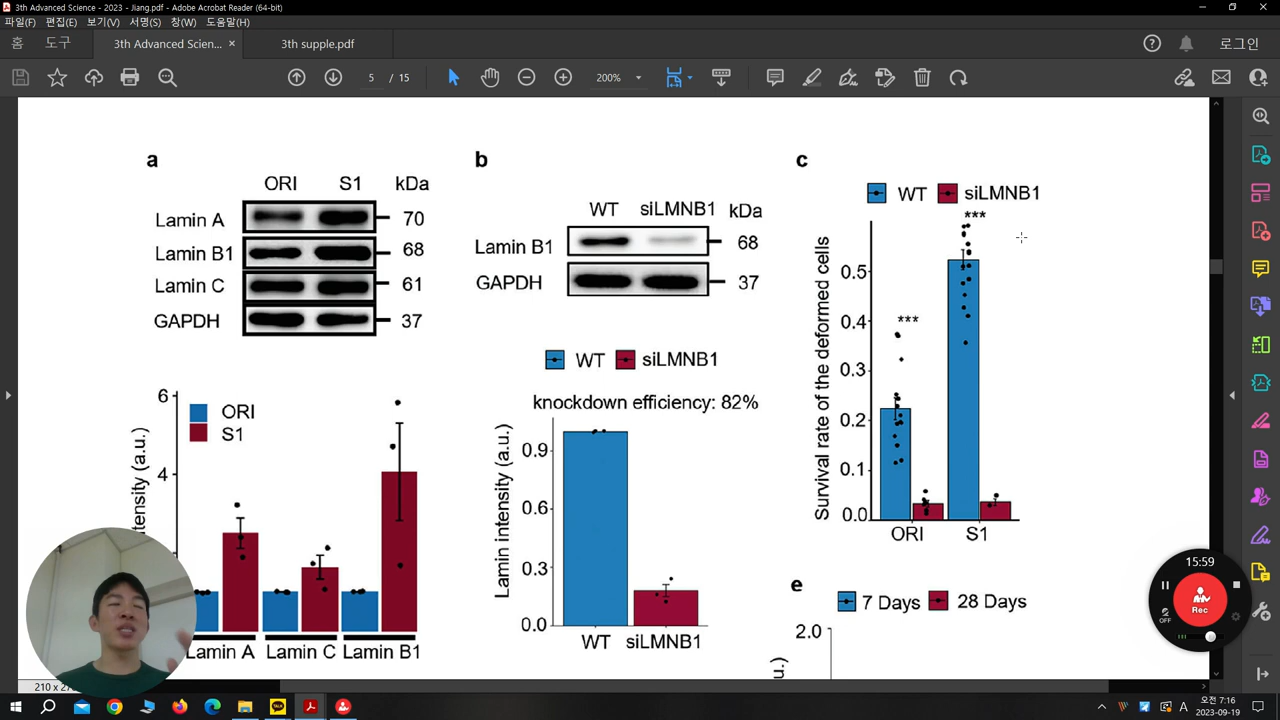 3th Advanced Science - 2023 - Jiang.pdf - Adobe Acrobat Reader (64-bit)
파일(F) 편집(E) 보기(V) 서명(S) 창(W) 도움말(H)
홈 도구 3th Advanced Scien... × 3th supple.pdf 로그인
5 / 15 200%
a
ORI S1 kDa
Lamin A 70
Lamin B1 68
Lamin C 61
GAPDH 37
6
4
ORI
S1
ntensity (a.u.)
Lamin A Lamin C Lamin B1
b
WT siLMNB1 kDa
Lamin B1 68
GAPDH 37
WT siLMNB1
knockdown efficiency: 82%
Lamin intensity (a.u.)
0.9
0.6
0.3
0.0
WT siLMNB1
c
WT siLMNB1
***
***
Survival rate of the deformed cells
0.5
0.4
0.3
0.2
0.1
0.0
ORI S1
e
7 Days 28 Days
2.0
u.)
15:59
Rec
OFF
210 x 2
A 오전 7:16
2023-09-19